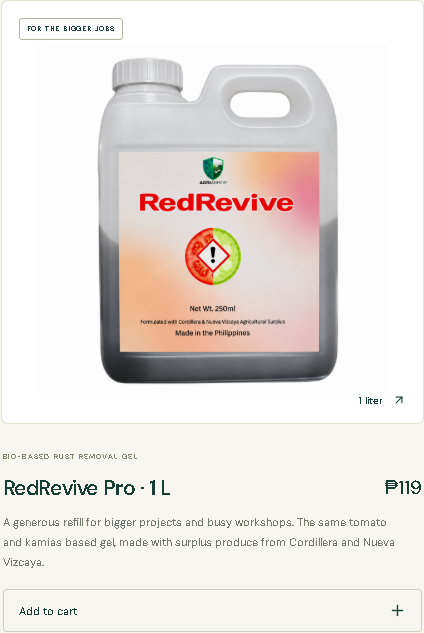 FOR THE BIGGER JOBS
RedRevive
Net Wt. 250ml
Formulated with Cordillera & Nueva Vizcaya Agricultural Surplus
Made in the Philippines
1 liter
BIO-BASED RUST REMOVAL GEL
RedRevive Pro · 1 L
₱119
A generous refill for bigger projects and busy workshops. The same tomato
and kamias based gel, made with surplus produce from Cordillera and Nueva
Vizcaya.
Add to cart